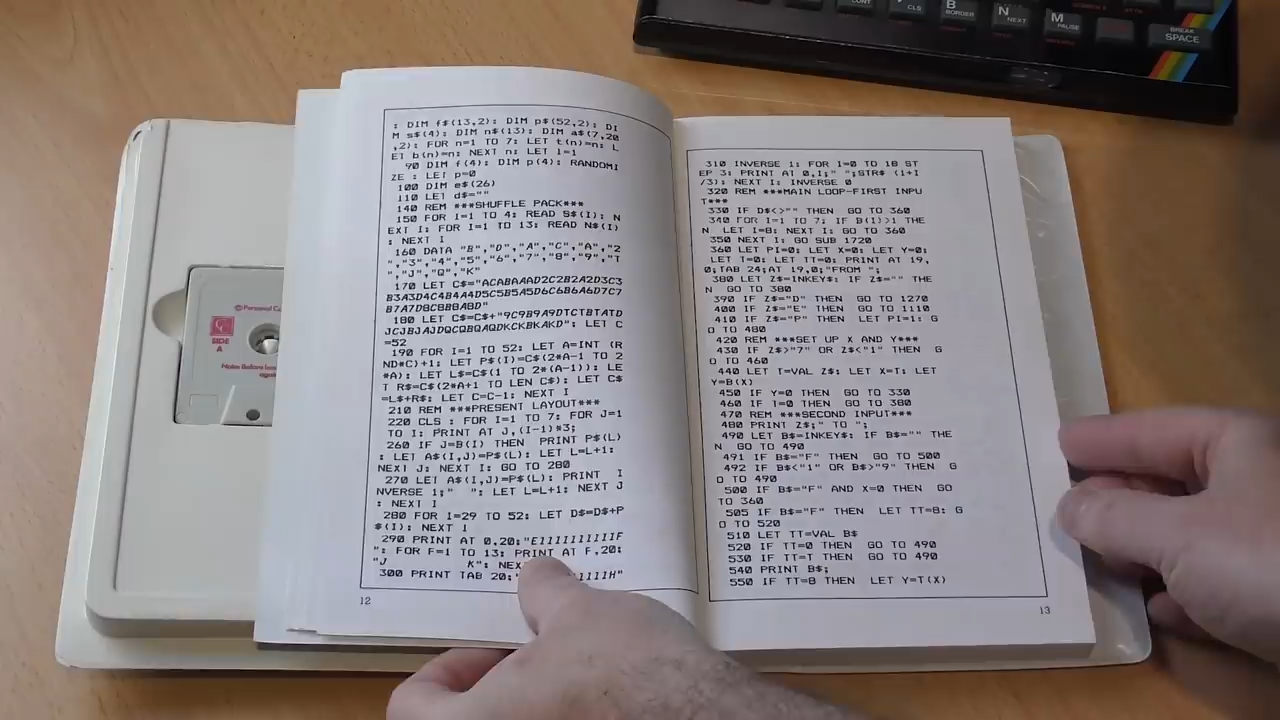 CONT
CLS
B BORDER
N NEXT
M PAUSE
BREAK
SPACE
: DIM f$(13,2): DIM p$(52,2): DI
M s$(4): DIM n$(13): DIM a$(7,20
,2): FOR n=1 TO 7: LET t(n)=n: L
ET b(n)=n: NEXT n: LET l=1
90 DIM f(4): DIM p(4): RANDOMI
ZE : LET p=0
100 DIM e$(26)
110 LET d$=""
140 REM ***SHUFFLE PACK***
150 FOR I=1 TO 4: READ S$(I): N
EXT I: FOR I=1 TO 13: READ N$(I)
: NEXT I
160 DATA "B","D","A","C","A","2
","3","4","5","6","7","8","9","T
","J","Q","K"
170 LET C$="ACABAAAD2C2B2A2D3C3
B3A3D4C4B4A4D5C5B5A5D6C6B6A6D7C7
B7A7D8C8B8A8D"
180 LET C$=C$+"9C9B9A9DTCTBTATD
JCJBJAJDQCQBQAQDKCKBKAKD": LET C
=52
190 FOR I=1 TO 52: LET A=INT (R
ND*C)+1: LET P$(I)=C$(2*A-1 TO 2
*A): LET L$=C$(1 TO 2*(A-1)): LE
T R$=C$(2*A+1 TO LEN C$): LET C$
=L$+R$: LET C=C-1: NEXT I
210 REM ***PRESENT LAYOUT***
220 CLS : FOR I=1 TO 7: FOR J=1
TO I: PRINT AT J,(I-1)*3;
260 IF J=B(I) THEN PRINT P$(L)
: LET A$(I,J)=P$(L): LET L=L+1:
NEXT J: NEXT I: GO TO 280
270 LET A$(I,J)=P$(L): PRINT I
NVERSE 1;" ": LET L=L+1: NEXT J
: NEXT I
280 FOR I=29 TO 52: LET D$=D$+P
$(I): NEXT I
290 PRINT AT 0,20;"E1111111111F
": FOR F=1 TO 13: PRINT AT F,20;
"J K": NEX
300 PRINT TAB 20;" 11111H"
12
310 INVERSE 1: FOR I=0 TO 18 ST
EP 3: PRINT AT 0,I;" ";STR$ (1+I
/3): NEXT I: INVERSE 0
320 REM ***MAIN LOOP-FIRST INPU
T***
330 IF D$<>"" THEN GO TO 360
340 FOR I=1 TO 7: IF B(I)>1 THE
N LET I=8: NEXT I: GO TO 360
350 NEXT I: GO SUB 1720
360 LET PI=0: LET X=0: LET Y=0:
LET T=0: LET TT=0: PRINT AT 19,
0;TAB 24;AT 19,0;"FROM ";
380 LET Z$=INKEY$: IF Z$="" THE
N GO TO 380
390 IF Z$="D" THEN GO TO 1270
400 IF Z$="E" THEN GO TO 1110
410 IF Z$="P" THEN LET PI=1: G
O TO 480
420 REM ***SET UP X AND Y***
430 IF Z$>"7" OR Z$<"1" THEN G
O TO 460
440 LET T=VAL Z$: LET X=T: LET
Y=B(X)
450 IF Y=0 THEN GO TO 330
460 IF T=0 THEN GO TO 380
470 REM ***SECOND INPUT***
480 PRINT Z$;" TO ";
490 LET B$=INKEY$: IF B$="" THE
N GO TO 490
491 IF B$="F" THEN GO TO 500
492 IF B$<"1" OR B$>"9" THEN G
O TO 490
500 IF B$="F" AND X=0 THEN GO
TO 360
505 IF B$="F" THEN LET TT=8: G
O TO 520
510 LET TT=VAL B$
520 IF TT=0 THEN GO TO 490
530 IF TT=T THEN GO TO 490
540 PRINT B$;
550 IF TT=8 THEN LET Y=T(X)
13
© Personal
SIDE
A